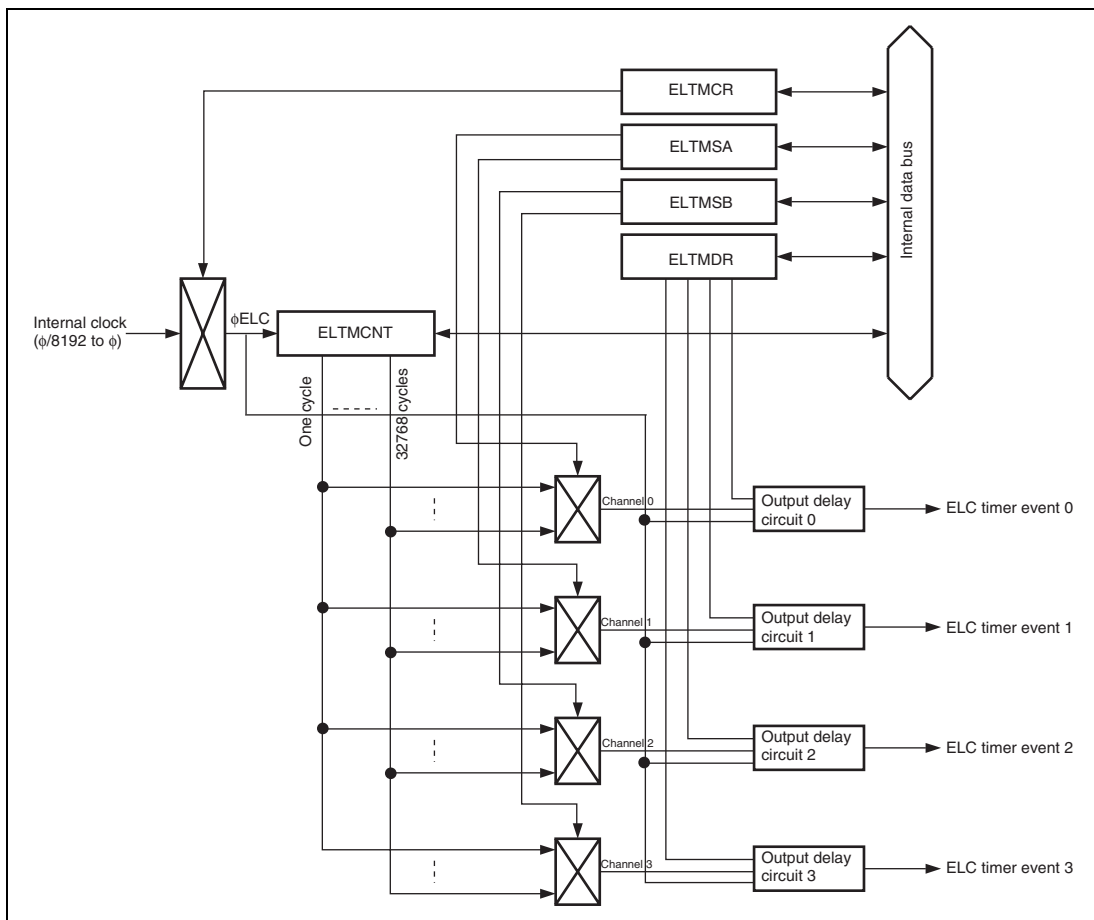 ELTMCR
ELTMSA
ELTMSB
ELTMDR
Internal data bus
Internal clock
(ϕ/8192 to ϕ)
ϕELC
ELTMCNT
One cycle
32768 cycles
Channel 0
Output delay
circuit 0
ELC timer event 0
Channel 1
Output delay
circuit 1
ELC timer event 1
Channel 2
Output delay
circuit 2
ELC timer event 2
Channel 3
Output delay
circuit 3
ELC timer event 3